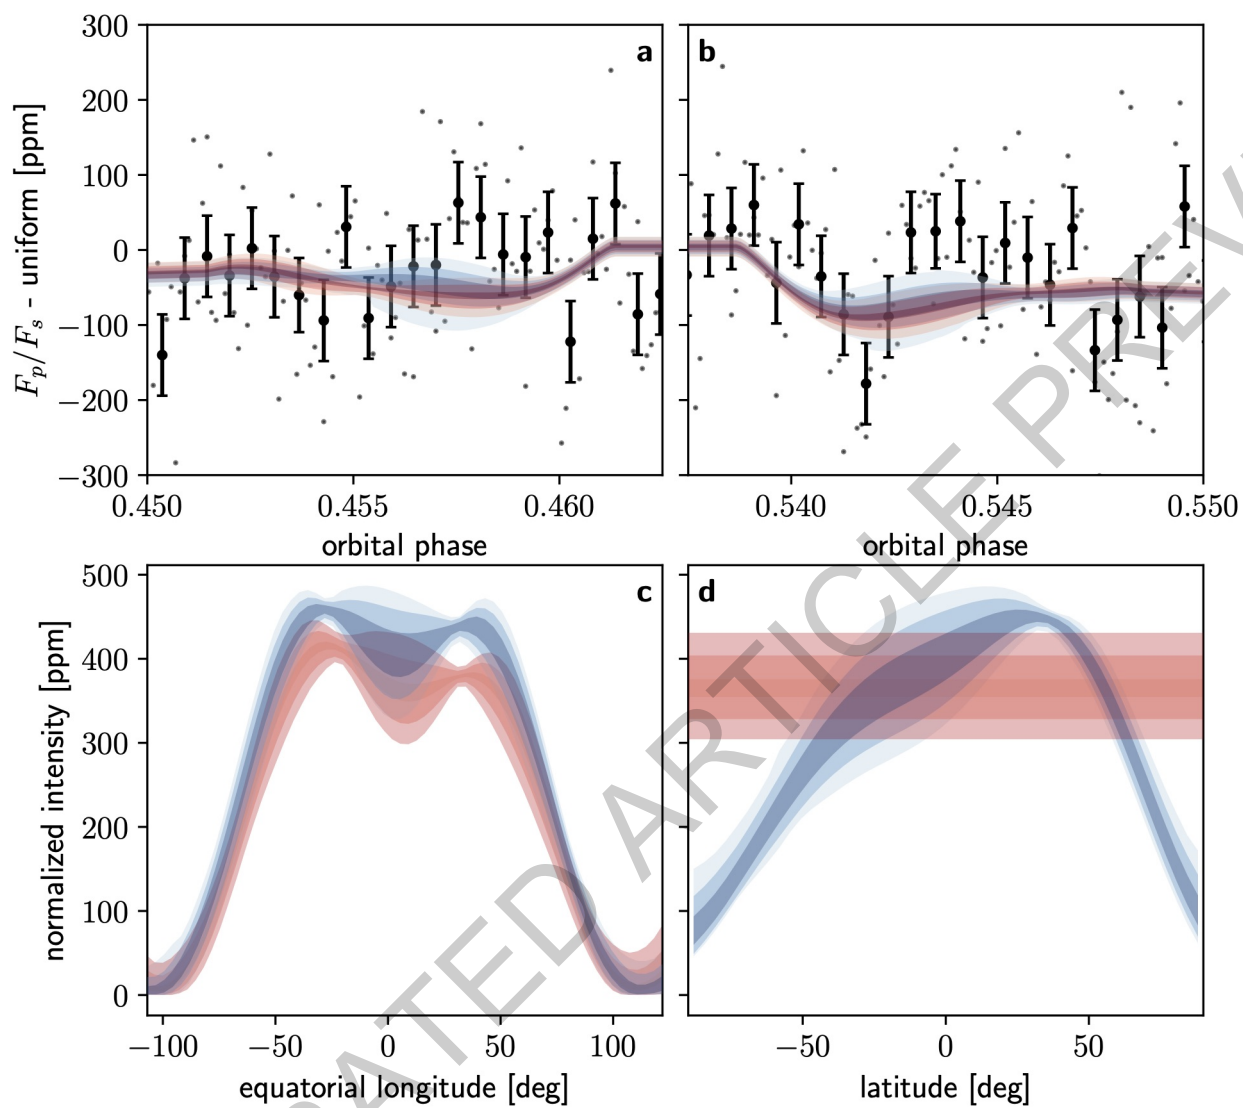 a
b
300
200
100
0
−100
−200
−300
F_p/F_s - uniform [ppm]
0.450
0.455
0.460
0.540
0.545
0.550
orbital phase
orbital phase
c
d
500
400
300
200
100
0
normalized intensity [ppm]
−100
−50
0
50
100
−50
0
50
equatorial longitude [deg]
latitude [deg]
RATED ARTICLE PREV